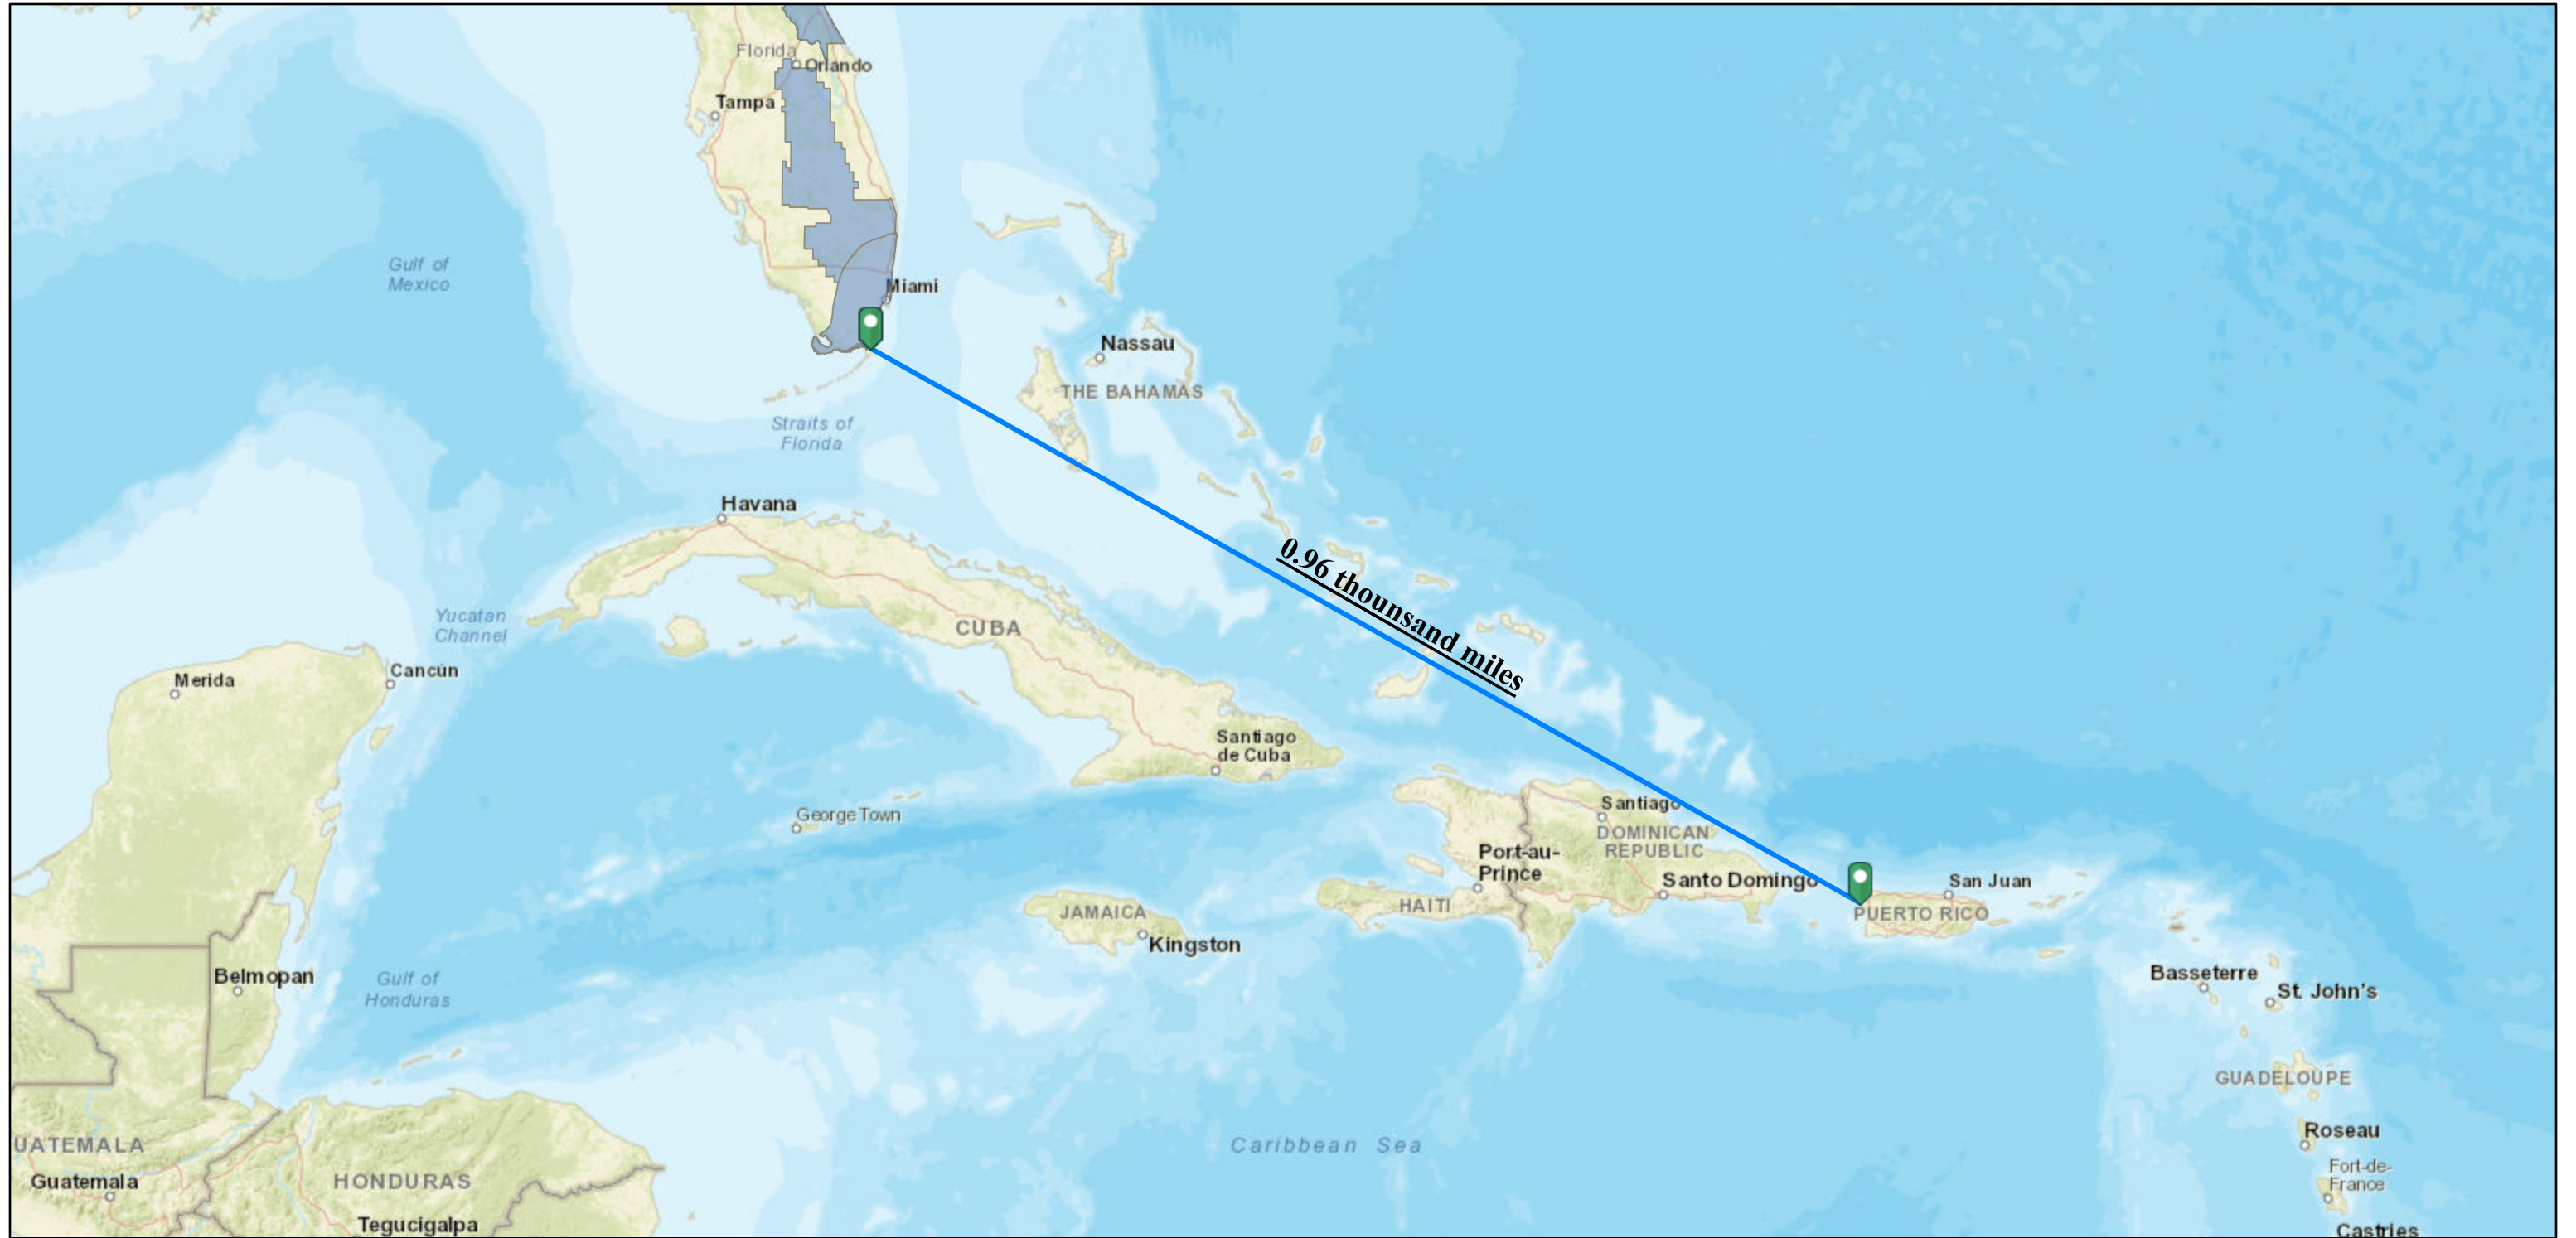 Florida
Orlando
Tampa
Gulf of
Mexico
Miami
Nassau
THE BAHAMAS
Straits of
Florida
Havana
0.96 thounsand miles
Yucatan
Channel
CUBA
Cancún
Merida
Santiago
de Cuba
George Town
Santiago
DOMINICAN
REPUBLIC
Port-au-
Prince
Santo Domingo
San Juan
HAITI
PUERTO RICO
JAMAICA
Kingston
Belmopan
Gulf of
Honduras
Basseterre
St. John's
GUADELOUPE
Roseau
Caribbean Sea
UATEMALA
Fort-de-
France
Guatemala
HONDURAS
Tegucigalpa
Castries